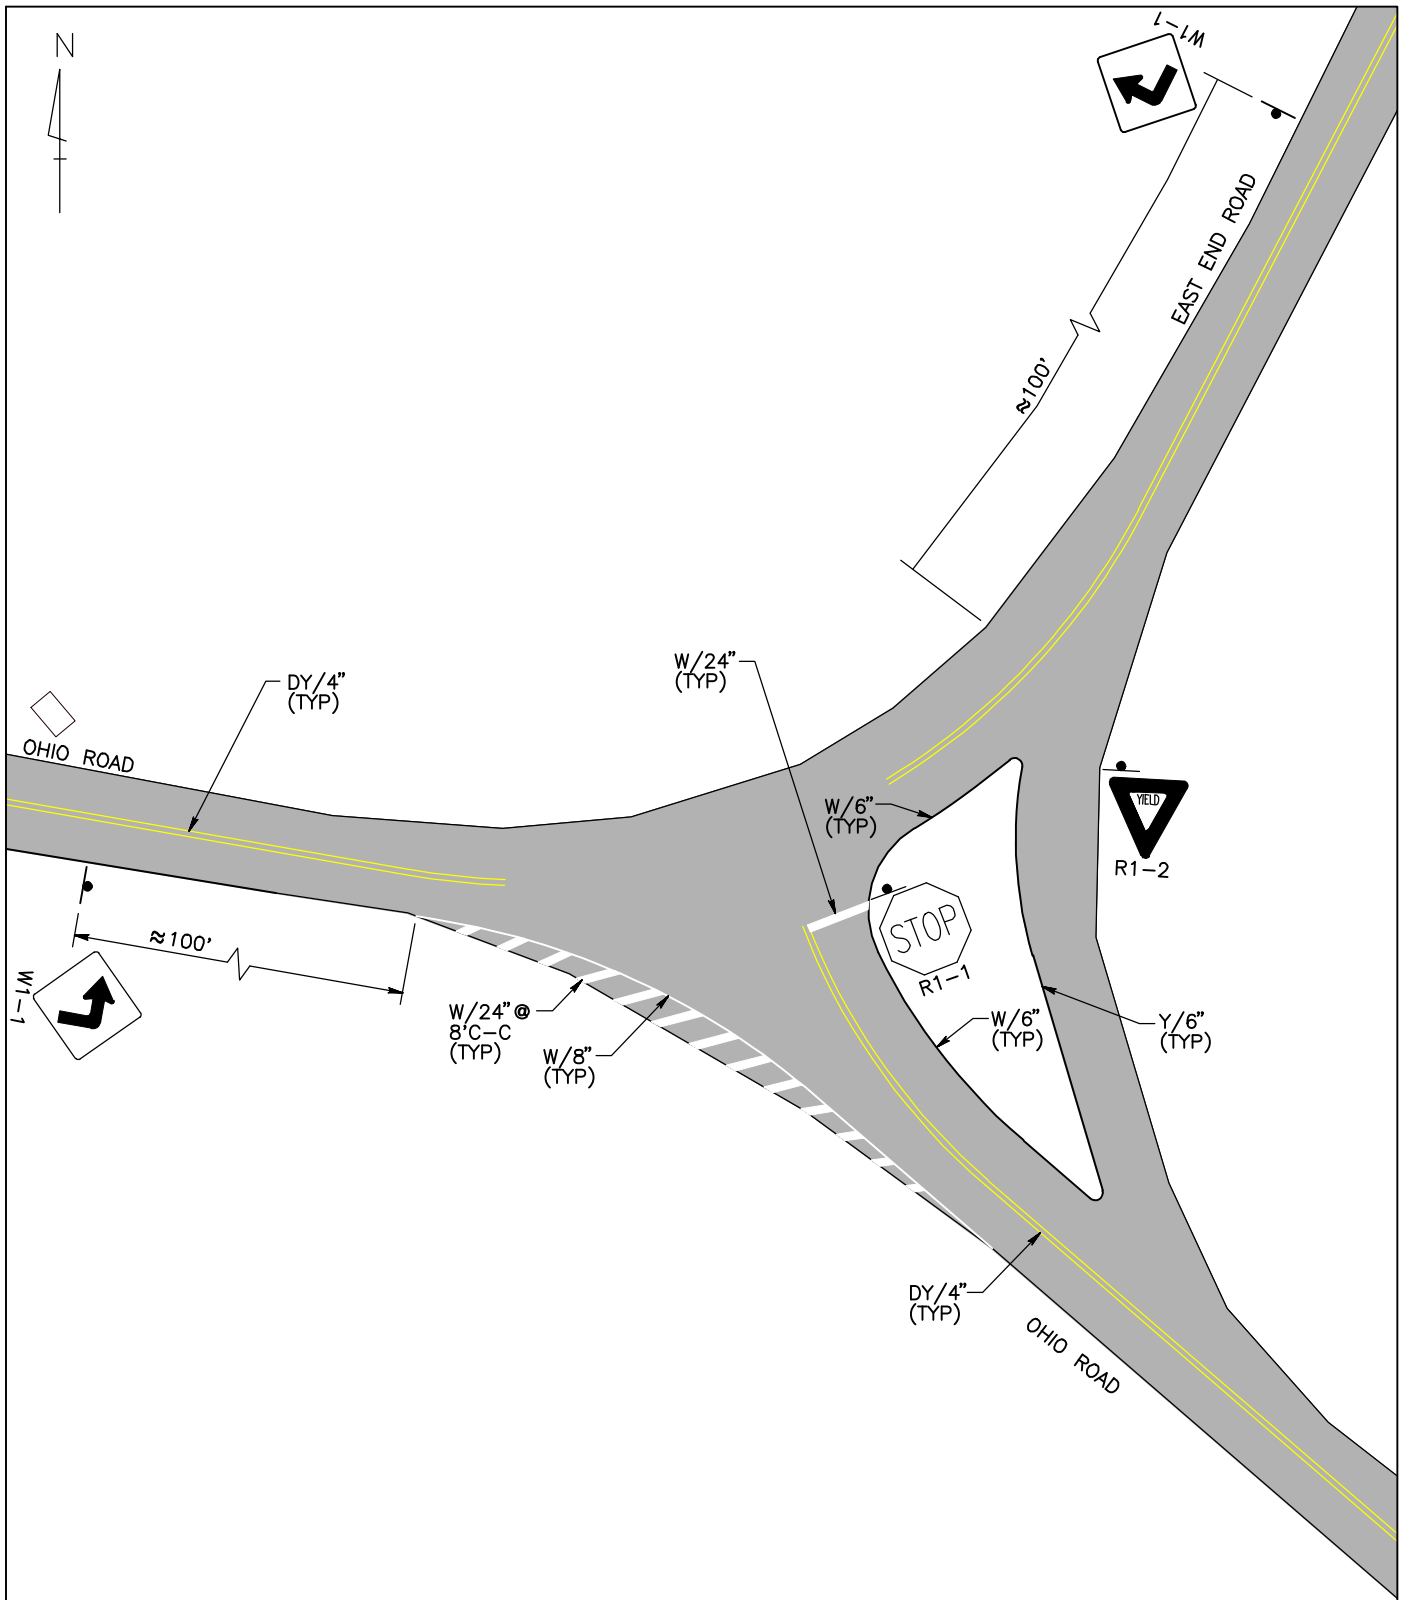 N
W1-1
EAST END ROAD
≈100'
W/24"
(TYP)
DY/4"
(TYP)
OHIO ROAD
W/6"
(TYP)
YIELD
R1-2
STOP
R1-1
≈100'
W1-1
W/24" @
8'C-C
(TYP)
W/8"
(TYP)
W/6"
(TYP)
Y/6"
(TYP)
DY/4"
(TYP)
OHIO ROAD